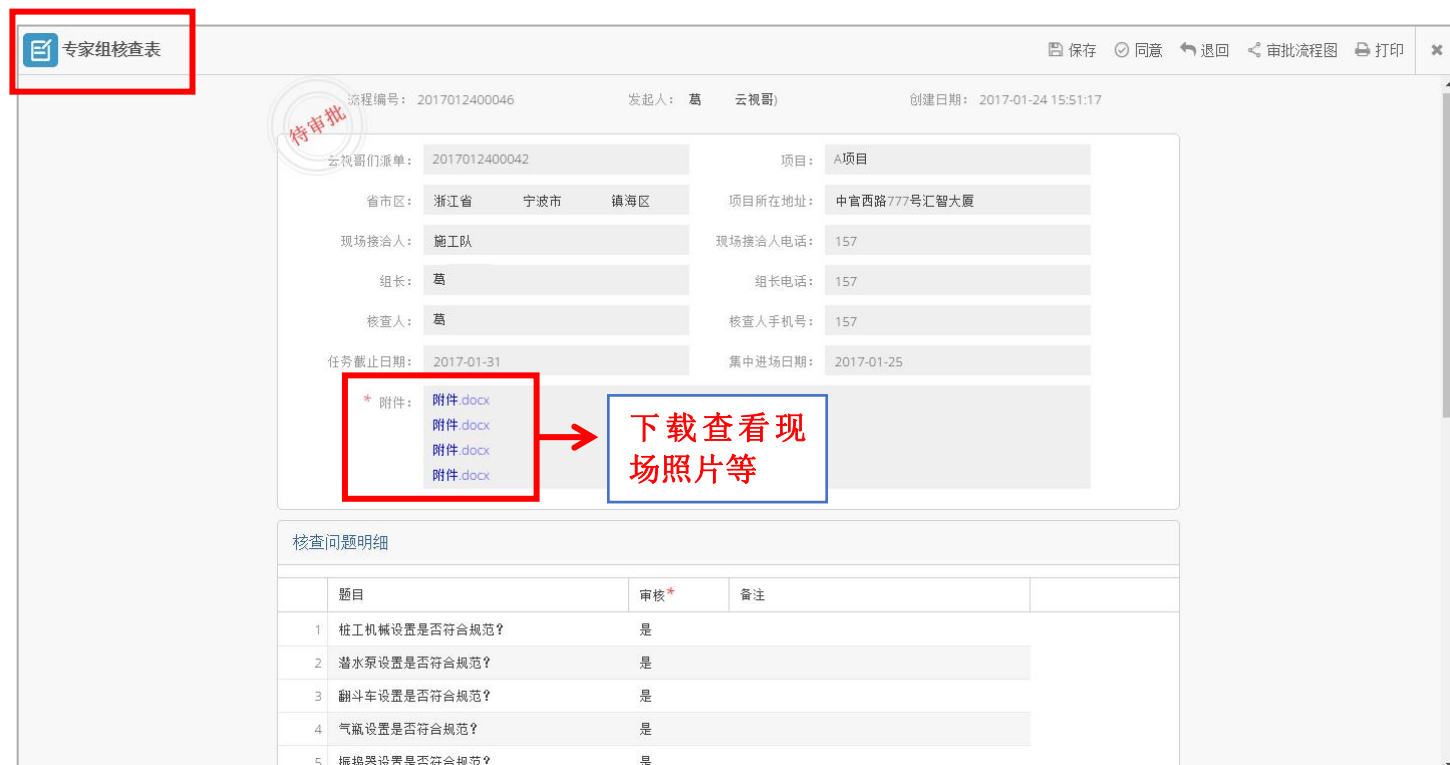 专家组核查表
保存 同意 退回 审批流程图 打印
流程编号： 2017012400046 发起人： 葛 云视哥) 创建日期： 2017-01-24 15:51:17
待审批
云视哥们派单： 2017012400042 项目： A项目
省市区： 浙江省 宁波市 镇海区 项目所在地址： 中官西路777号汇智大厦
现场接洽人： 施工队 现场接洽人电话： 157
组长： 葛 组长电话： 157
核查人： 葛 核查人手机号： 157
任务截止日期： 2017-01-31 集中进场日期： 2017-01-25
* 附件： 附件.docx
附件.docx
附件.docx
附件.docx
下载查看现
场照片等
核查问题明细
题目 审核* 备注
1 桩工机械设置是否符合规范? 是
2 潜水泵设置是否符合规范? 是
3 翻斗车设置是否符合规范? 是
4 气瓶设置是否符合规范? 是
5 振捣器设置是否符合规范? 是